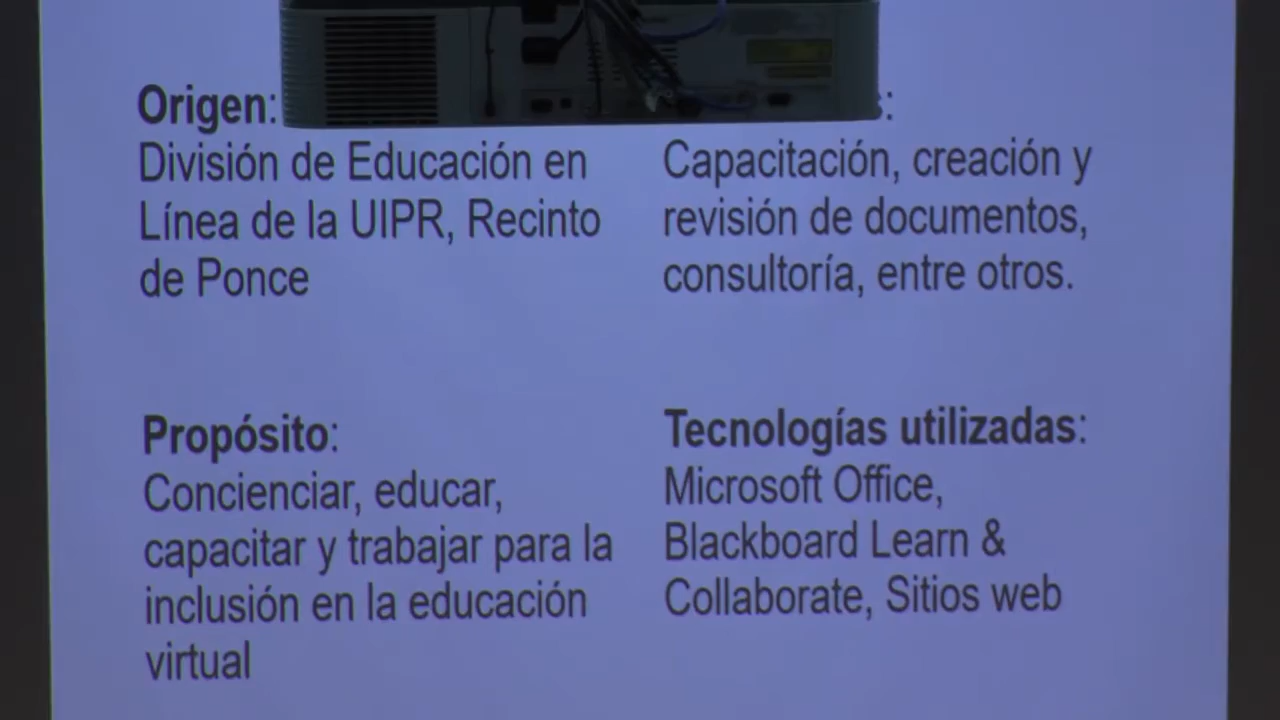 Origen:
División de Educación en
Línea de la UIPR, Recinto
de Ponce
Capacitación, creación y
revisión de documentos,
consultoría, entre otros.
Propósito:
Concienciar, educar,
capacitar y trabajar para la
inclusión en la educación
virtual
Tecnologías utilizadas:
Microsoft Office,
Blackboard Learn &
Collaborate, Sitios web